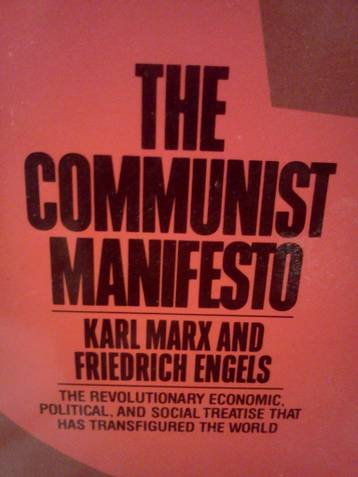 THE
COMMUNIST
MANIFESTO
KARL MARX AND
FRIEDRICH ENGELS
THE REVOLUTIONARY ECONOMIC,
POLITICAL, AND SOCIAL TREATISE THAT
HAS TRANSFIGURED THE WORLD